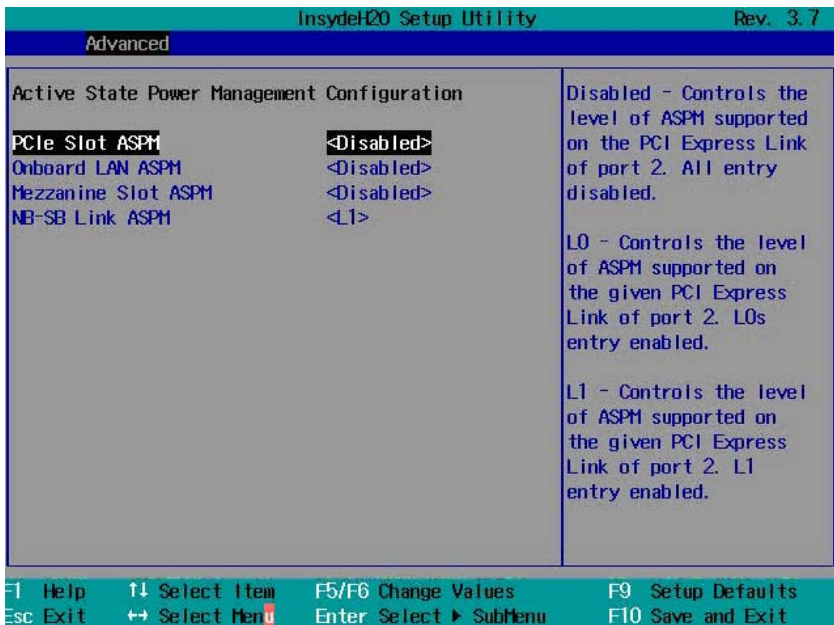 InsydeH20 Setup Utility Rev. 3.7
Advanced
Active State Power Management Configuration
PCIe Slot ASPM <Disabled>
Onboard LAN ASPM <Disabled>
Mezzanine Slot ASPM <Disabled>
NB-SB Link ASPM <L1>
Disabled - Controls the
level of ASPM supported
on the PCI Express Link
of port 2. All entry
disabled.
L0 - Controls the level
of ASPM supported on
the given PCI Express
Link of port 2. L0s
entry enabled.
L1 - Controls the level
of ASPM supported on
the given PCI Express
Link of port 2. L1
entry enabled.
F1 Help ↑↓ Select Item F5/F6 Change Values F9 Setup Defaults
Esc Exit ↔ Select Menu Enter Select ▶ SubMenu F10 Save and Exit